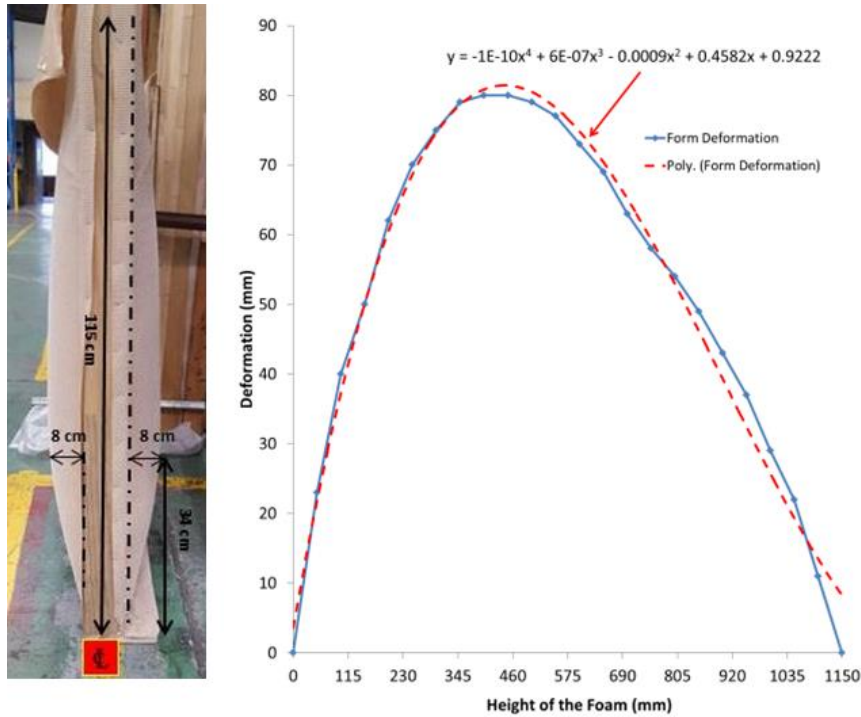 115 cm
8 cm
8 cm
34 cm
℄
y = -1E-10x⁴ + 6E-07x³ - 0.0009x² + 0.4582x + 0.9222
Form Deformation
Poly. (Form Deformation)
Deformation (mm)
90
80
70
60
50
40
30
20
10
0
0 115 230 345 460 575 690 805 920 1035 1150
Height of the Foam (mm)